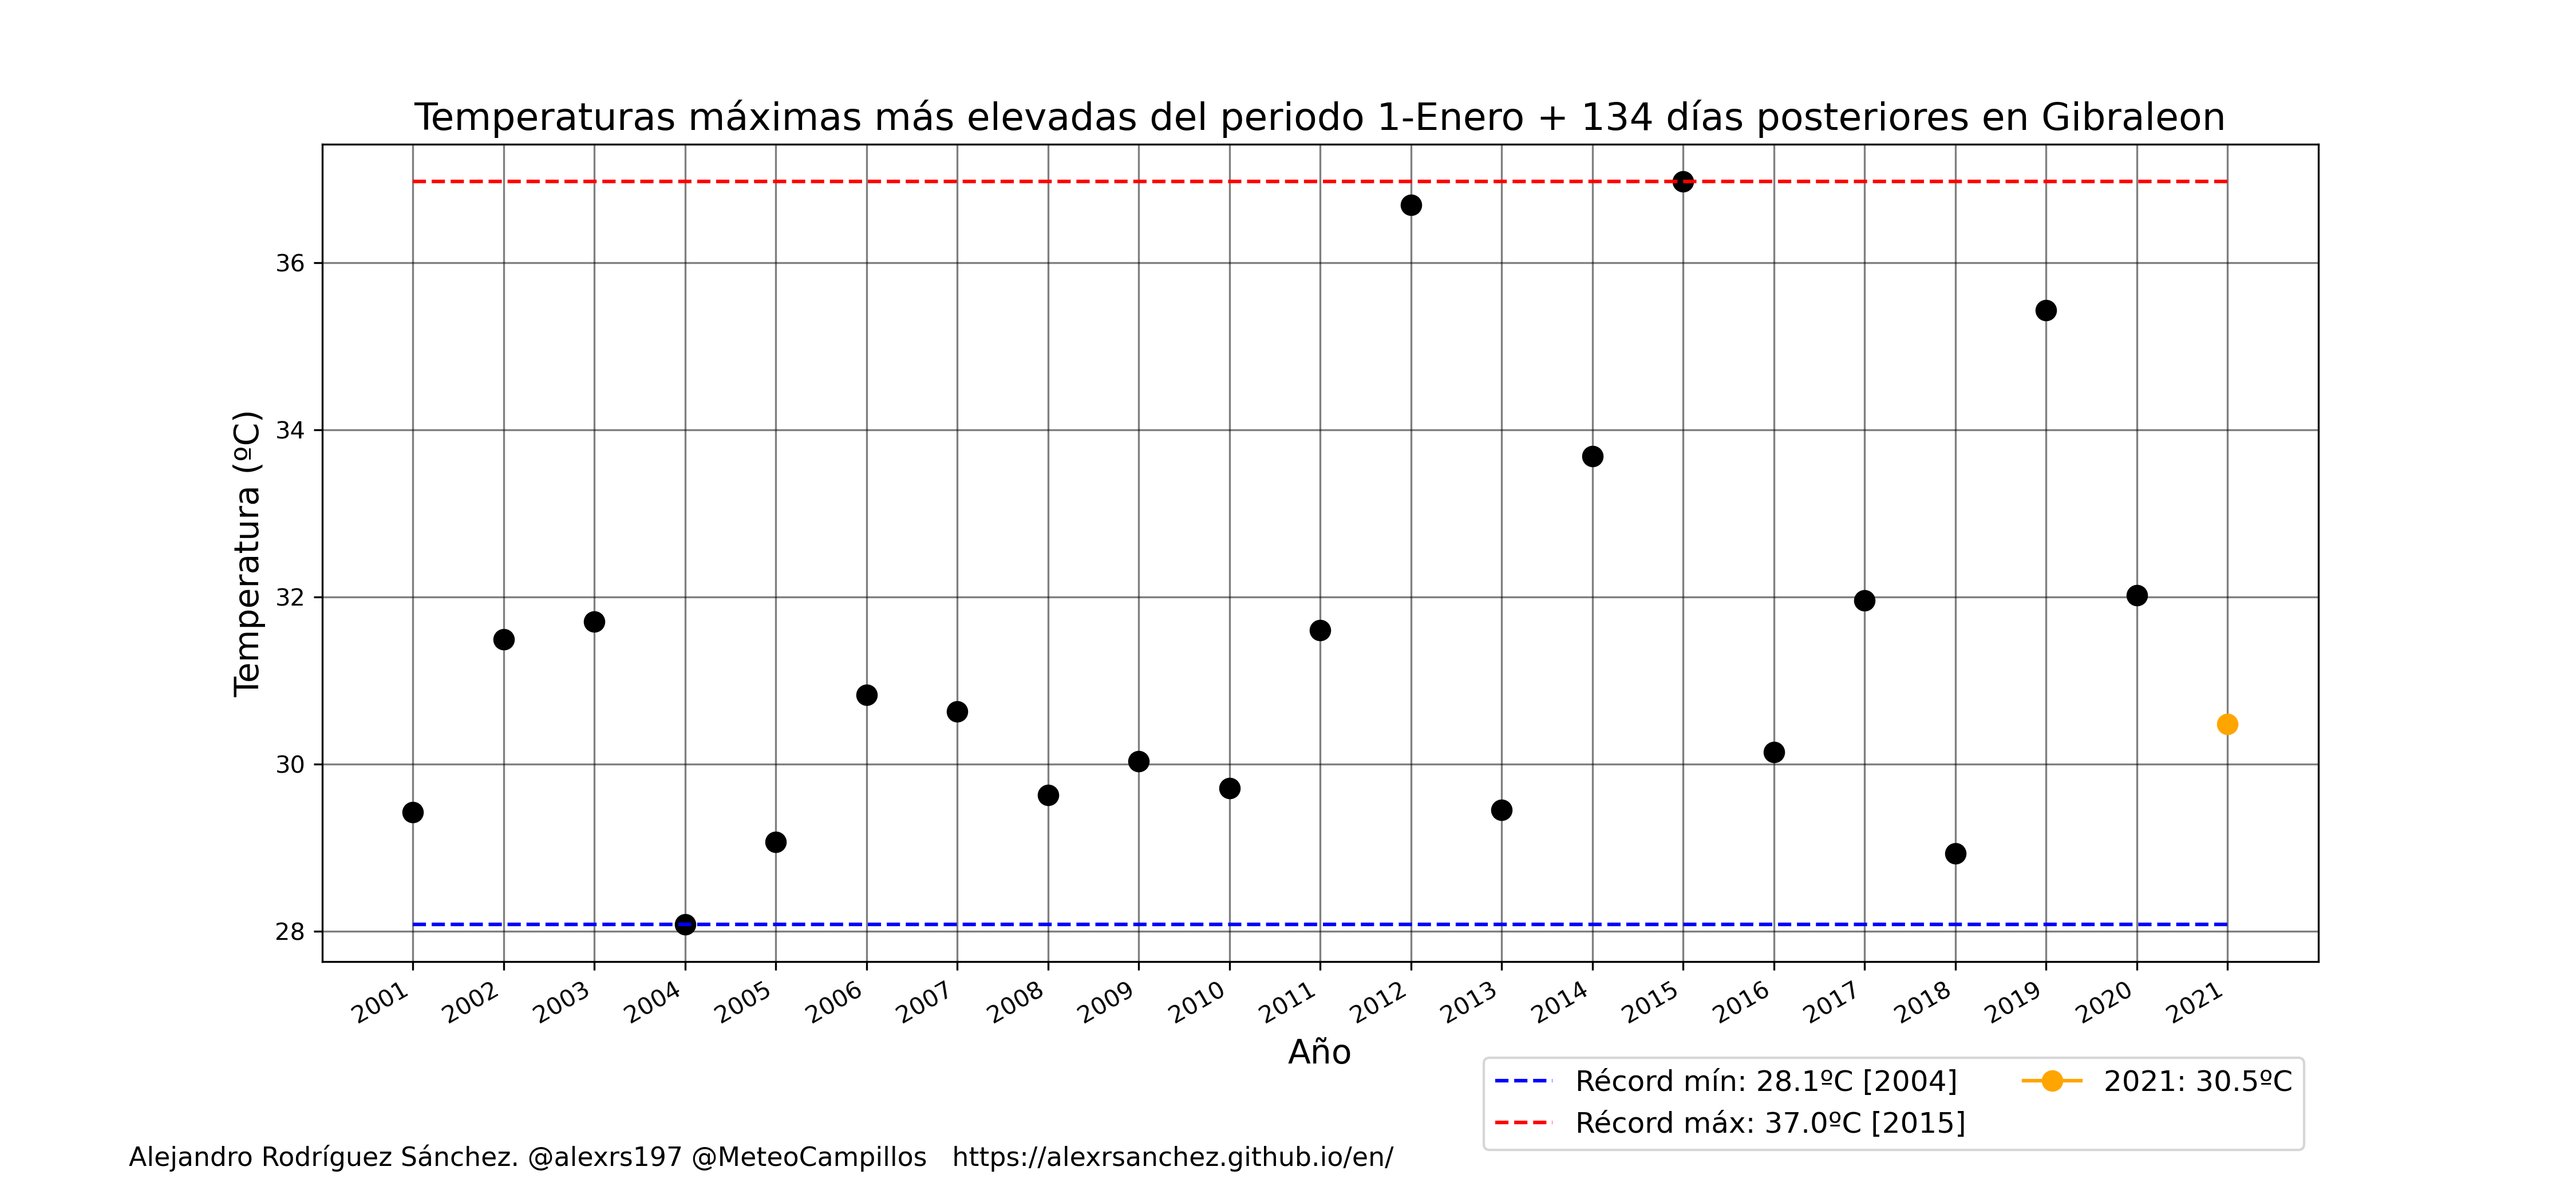 Temperaturas máximas más elevadas del periodo 1-Enero + 134 días posteriores en Gibraleon
Temperatura (ºC)
36
34
32
30
28
2001 2002 2003 2004 2005 2006 2007 2008 2009 2010 2011 2012 2013 2014 2015 2016 2017 2018 2019 2020 2021
Año
Récord mín: 28.1ºC [2004]
Récord máx: 37.0ºC [2015]
2021: 30.5ºC
Alejandro Rodríguez Sánchez. @alexrs197 @MeteoCampillos https://alexrsanchez.github.io/en/